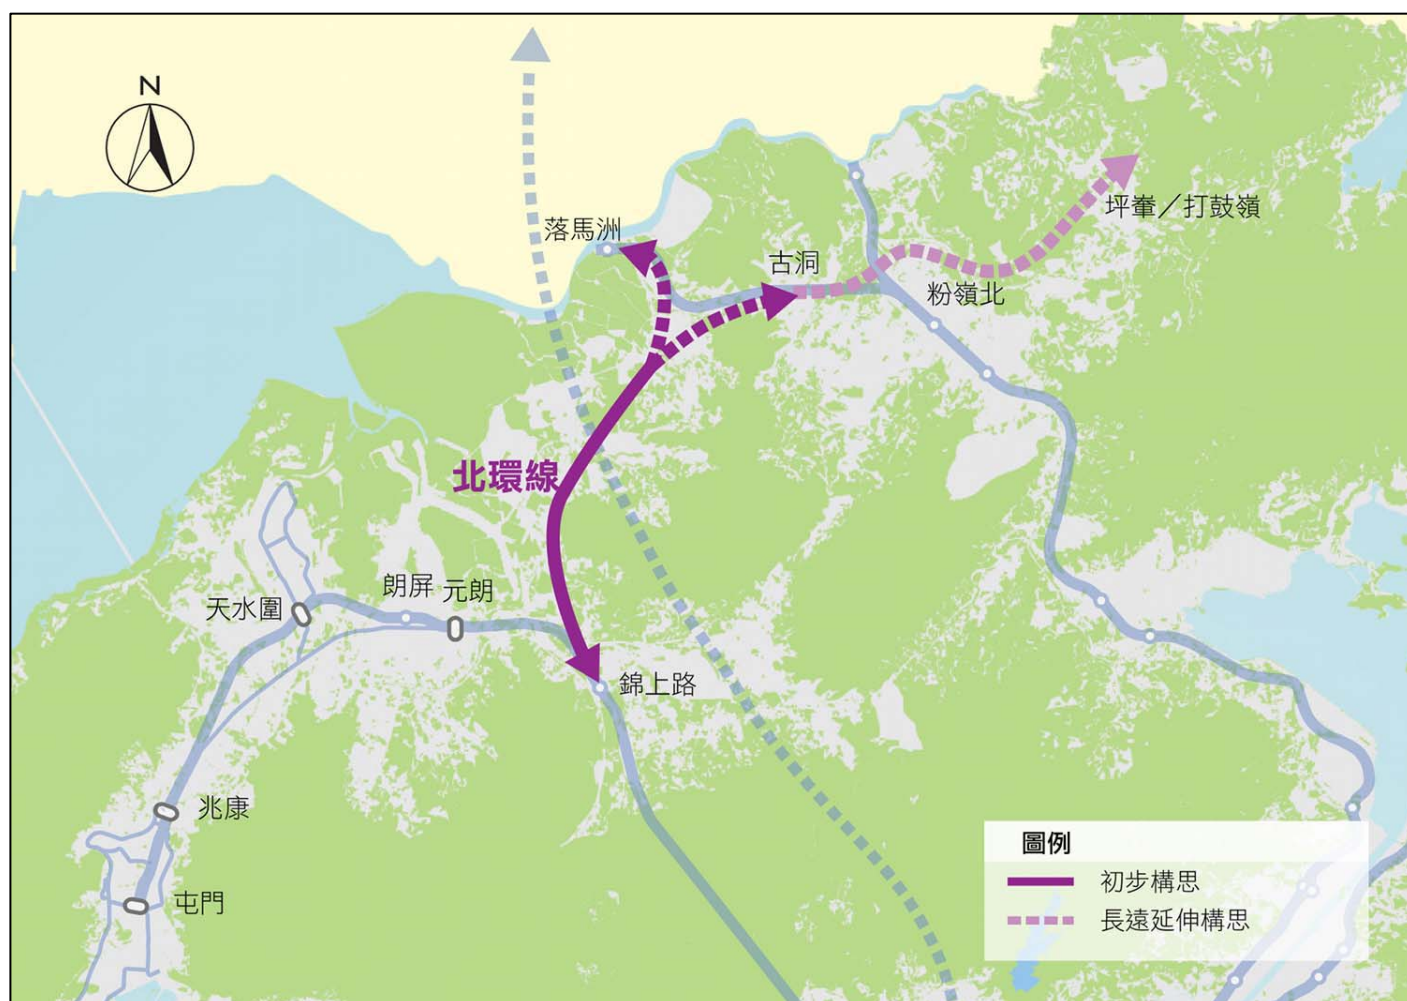 N
落馬洲
坪輋／打鼓嶺
古洞
粉嶺北
北環線
朗屏
元朗
天水圍
錦上路
兆康
屯門
圖例
初步構思
長遠延伸構思